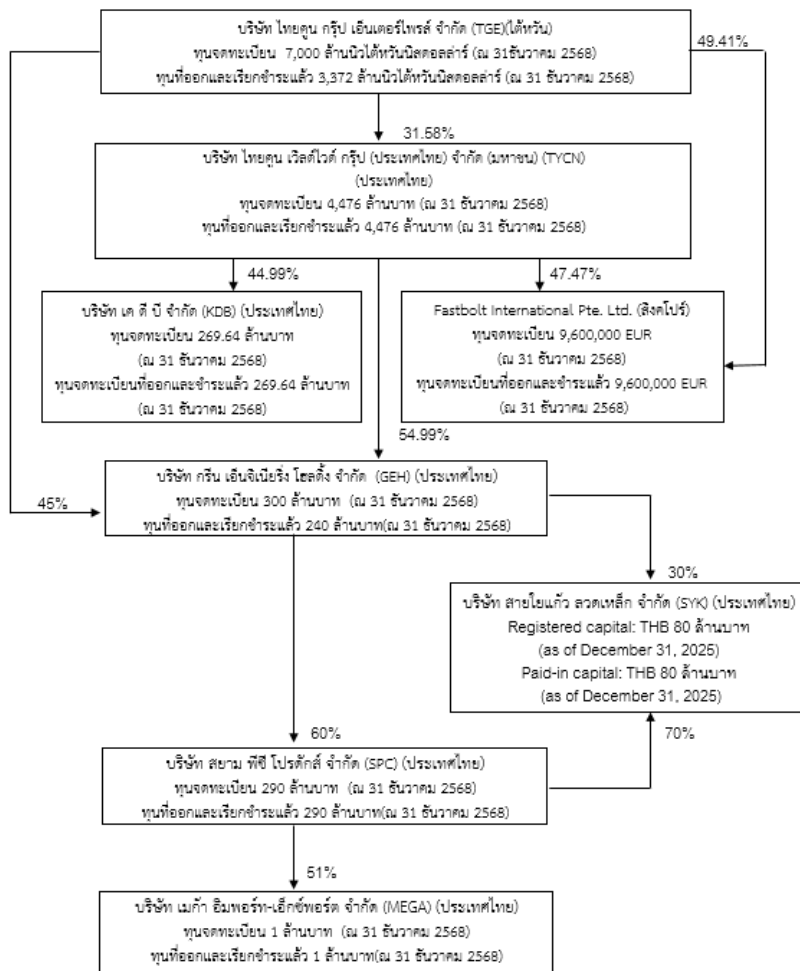 บริษัท ไทยคูน กรุ๊ป เอ็นเตอร์ไพรส์ จำกัด (TGE)(ไต้หวัน)
ทุนจดทะเบียน 7,000 ล้านนิวไต้หวันนิสดอลล่าร์ (ณ 31ธันวาคม 2568)
ทุนที่ออกและเรียกชำระแล้ว 3,372 ล้านนิวไต้หวันนิสดอลล่าร์ (ณ 31 ธันวาคม 2568)
49.41%
31.58%
บริษัท ไทยคูน เวิลด์ไวด์ กรุ๊ป (ประเทศไทย) จำกัด (มหาชน) (TYCN)
(ประเทศไทย)
ทุนจดทะเบียน 4,476 ล้านบาท (ณ 31 ธันวาคม 2568)
ทุนที่ออกและเรียกชำระแล้ว 4,476 ล้านบาท (ณ 31 ธันวาคม 2568)
44.99%
47.47%
บริษัท เค ดี บี จำกัด (KDB) (ประเทศไทย)
ทุนจดทะเบียน 269.64 ล้านบาท
(ณ 31 ธันวาคม 2568)
ทุนจดทะเบียนที่ออกและชำระแล้ว 269.64 ล้านบาท
(ณ 31 ธันวาคม 2568)
Fastbolt International Pte. Ltd. (สิงคโปร์)
ทุนจดทะเบียน 9,600,000 EUR
(ณ 31 ธันวาคม 2568)
ทุนจดทะเบียนที่ออกและชำระแล้ว 9,600,000 EUR
(ณ 31 ธันวาคม 2568)
54.99%
บริษัท กรีน เอ็นจิเนียริ่ง โฮลดิ้ง จำกัด (GEH) (ประเทศไทย)
ทุนจดทะเบียน 300 ล้านบาท (ณ 31 ธันวาคม 2568)
ทุนที่ออกและเรียกชำระแล้ว 240 ล้านบาท(ณ 31 ธันวาคม 2568)
45%
30%
บริษัท สายใยแก้ว ลวดเหล็ก จำกัด (SYK) (ประเทศไทย)
Registered capital: THB 80 ล้านบาท
(as of December 31, 2025)
Paid-in capital: THB 80 ล้านบาท
(as of December 31, 2025)
60%
70%
บริษัท สยาม พีซี โปรดักส์ จำกัด (SPC) (ประเทศไทย)
ทุนจดทะเบียน 290 ล้านบาท (ณ 31 ธันวาคม 2568)
ทุนที่ออกและเรียกชำระแล้ว 290 ล้านบาท(ณ 31 ธันวาคม 2568)
51%
บริษัท เมก้า อิมพอร์ท-เอ็กซ์พอร์ต จำกัด (MEGA) (ประเทศไทย)
ทุนจดทะเบียน 1 ล้านบาท (ณ 31 ธันวาคม 2568)
ทุนที่ออกและเรียกชำระแล้ว 1 ล้านบาท(ณ 31 ธันวาคม 2568)